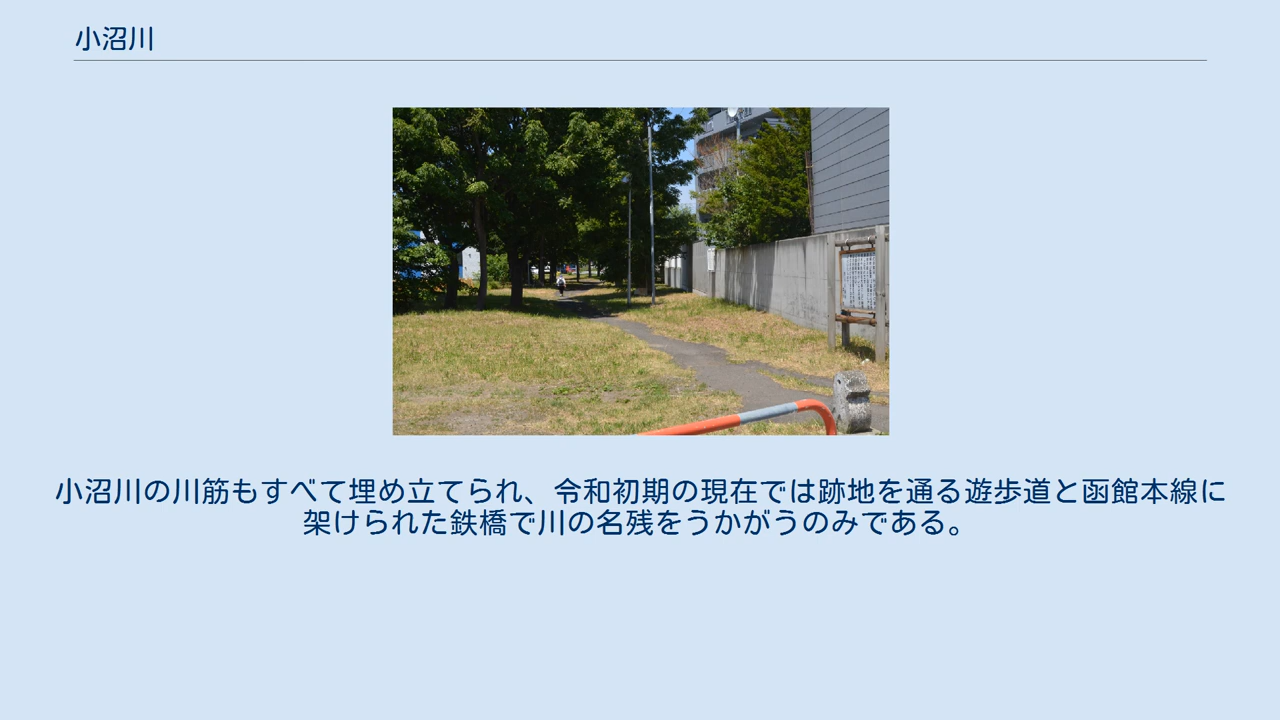 小沼川
小沼川の川筋もすべて埋め立てられ、令和初期の現在では跡地を通る遊歩道と函館本線に
架けられた鉄橋で川の名残をうかがうのみである。